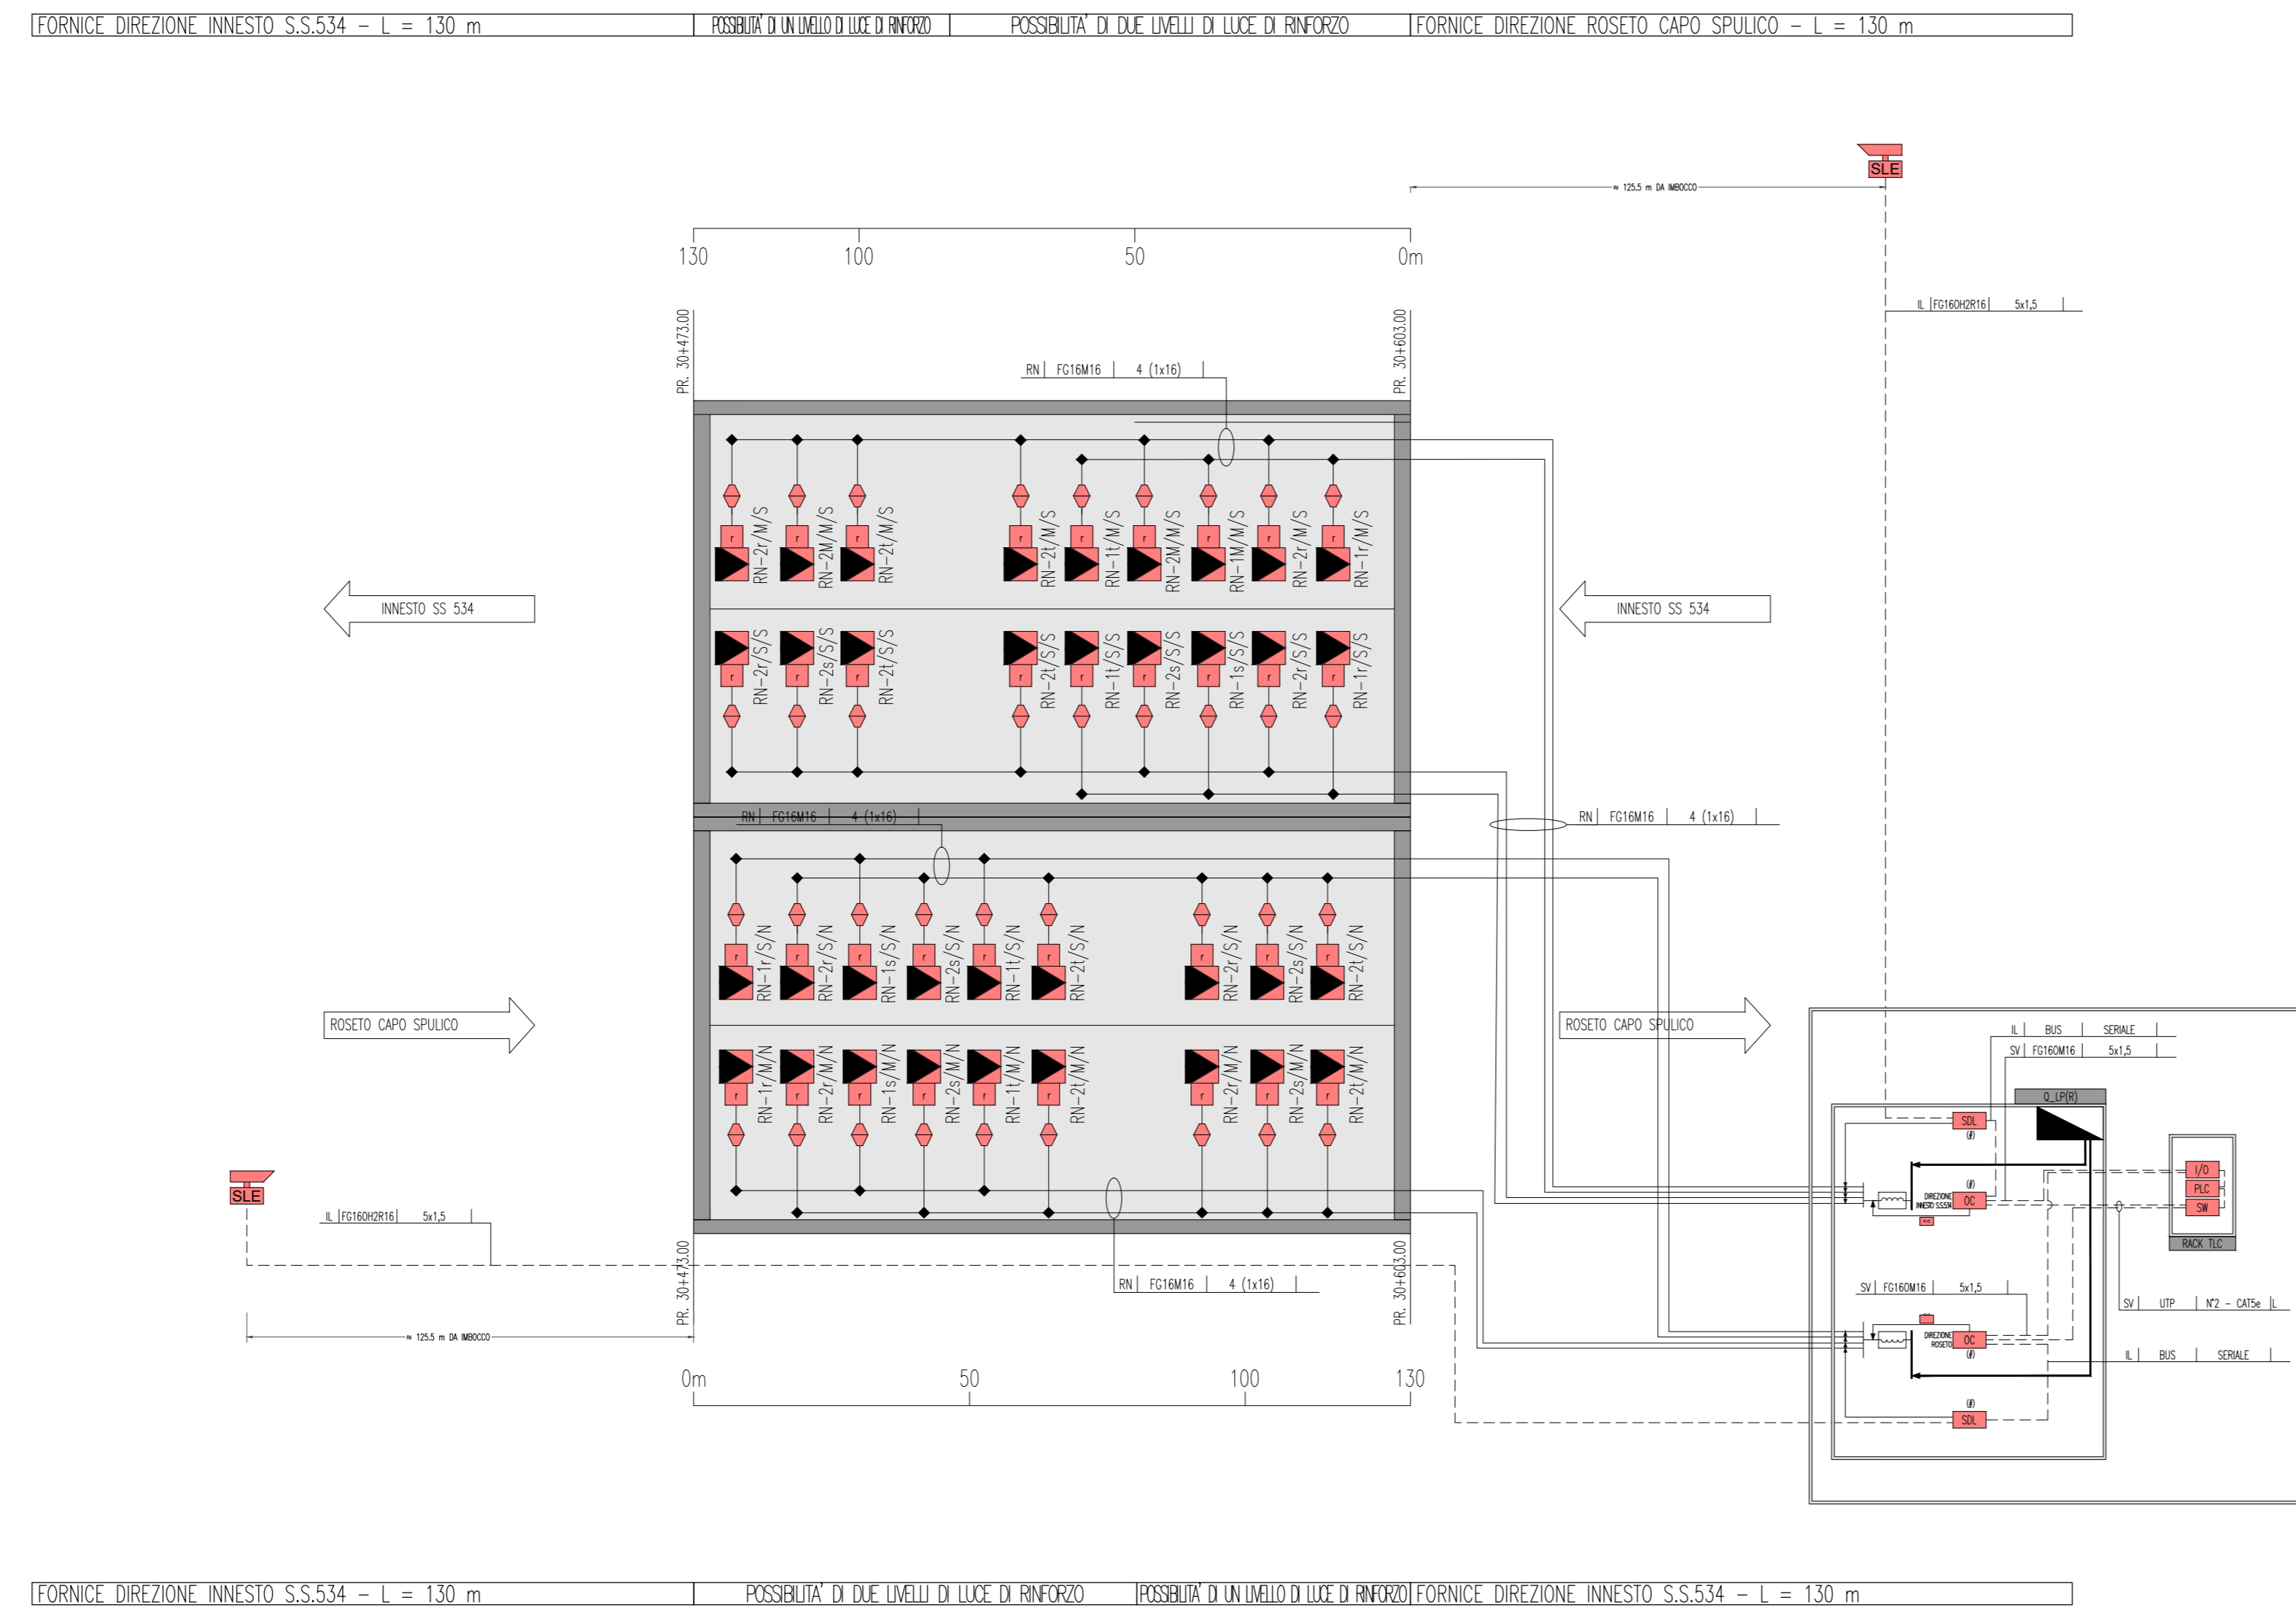 FORNICE DIREZIONE INNESTO S.S.534 – L = 130 m
POSSIBILITA' DI UN LIVELLO DI LUCE DI RINFORZO
POSSIBILITA' DI DUE LIVELLI DI LUCE DI RINFORZO
FORNICE DIREZIONE ROSETO CAPO SPULICO – L = 130 m
SLE
≈ 125.5 m DA IMBOCCO
130 100 50 0m
IL FG16OH2R16 5x1,5
PR. 30+473.00
PR. 30+603.00
RN FG16M16 4 (1x16)
r r r r r r r r r
RN-2r/M/S
RN-2M/M/S
RN-2t/M/S
RN-2t/M/S
RN-1t/M/S
RN-2M/M/S
RN-1M/M/S
RN-2r/M/S
RN-1r/M/S
INNESTO SS 534
INNESTO SS 534
r r r r r r r r r
RN-2r/S/S
RN-2s/S/S
RN-2t/S/S
RN-2t/S/S
RN-1t/S/S
RN-2s/S/S
RN-1s/S/S
RN-2r/S/S
RN-1r/S/S
RN FG16M16 4 (1x16)
RN FG16M16 4 (1x16)
r r r r r r r r r
RN-1r/S/N
RN-2r/S/N
RN-1s/S/N
RN-2s/S/N
RN-1t/S/N
RN-2t/S/N
RN-2r/S/N
RN-2s/S/N
RN-2t/S/N
ROSETO CAPO SPULICO
ROSETO CAPO SPULICO
r r r r r r r r r
RN-1r/M/N
RN-2r/M/N
RN-1s/M/N
RN-2s/M/N
RN-1t/M/N
RN-2t/M/N
RN-2r/M/N
RN-2s/M/N
RN-2t/M/N
IL BUS SERIALE
SV FG16OM16 5x1,5
Q_LP(R)
SDL
(#)
I/O
PLC
SW
RACK TLC
(#)
DIREZIONE
INNESTO S.S.534
OC
<<
SLE
IL FG16OH2R16 5x1,5
PR. 30+473.00
PR. 30+603.00
RN FG16M16 4 (1x16)
SV FG16OM16 5x1,5
SV UTP N°2 – CAT5e L
<<
DIREZIONE
ROSETO
OC
(#)
IL BUS SERIALE
≈ 125.5 m DA IMBOCCO
0m 50 100 130
(#)
SDL
FORNICE DIREZIONE INNESTO S.S.534 – L = 130 m
POSSIBILITA' DI DUE LIVELLI DI LUCE DI RINFORZO
POSSIBILITA' DI UN LIVELLO DI LUCE DI RINFORZO
FORNICE DIREZIONE INNESTO S.S.534 – L = 130 m